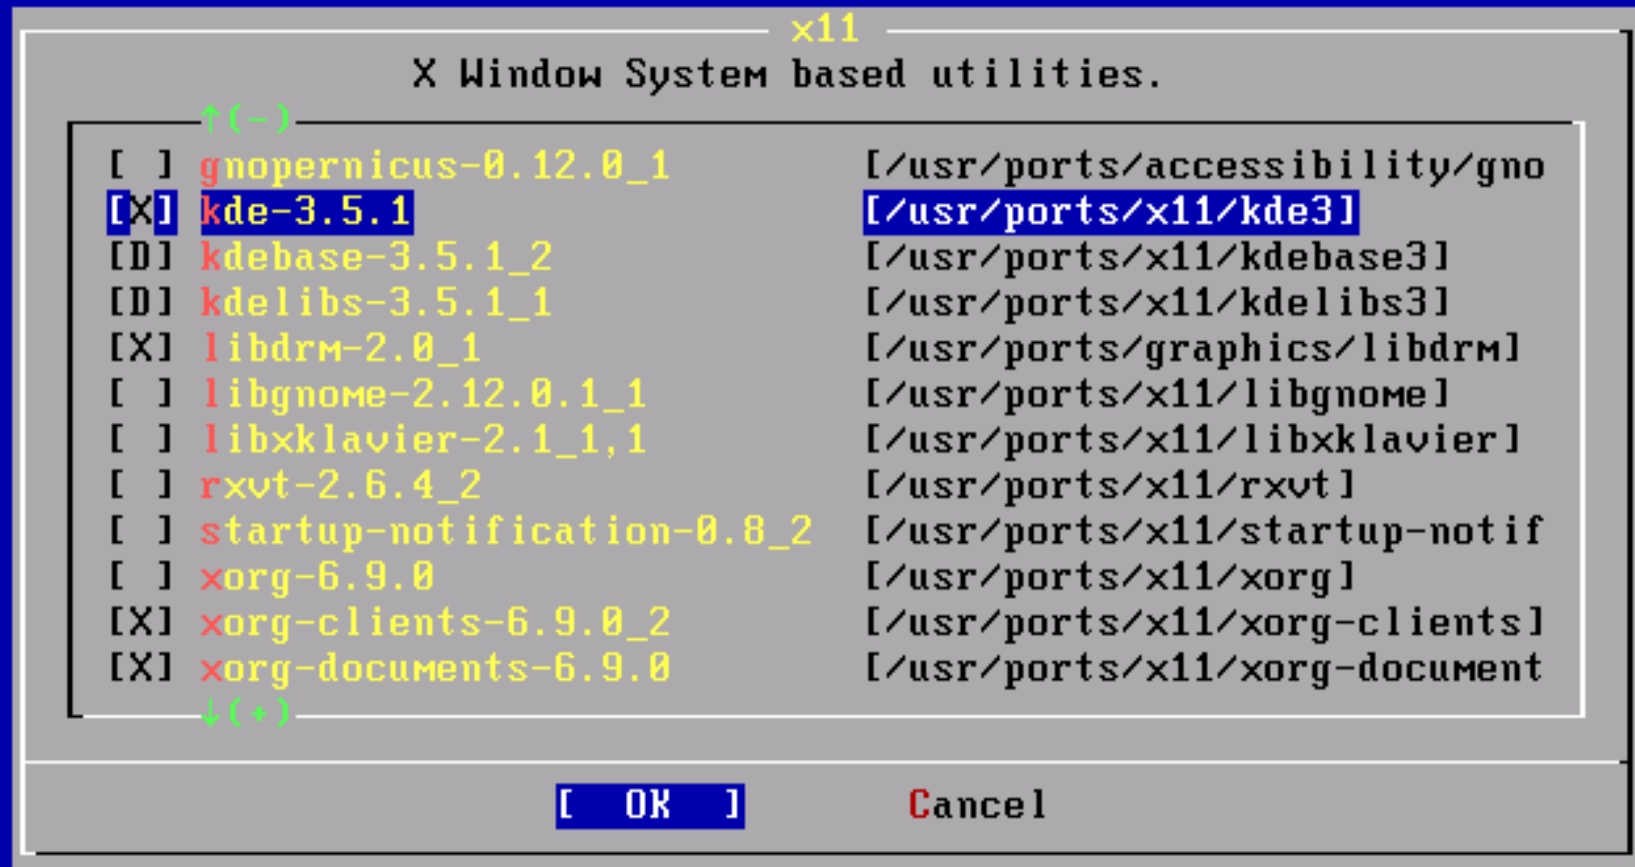 x11
X Window System based utilities.
↑(-)
[ ] gnopernicus-0.12.0_1 [/usr/ports/accessibility/gno
[X] kde-3.5.1 [/usr/ports/x11/kde3]
[D] kdebase-3.5.1_2 [/usr/ports/x11/kdebase3]
[D] kdelibs-3.5.1_1 [/usr/ports/x11/kdelibs3]
[X] libdrm-2.0_1 [/usr/ports/graphics/libdrm]
[ ] libgnome-2.12.0.1_1 [/usr/ports/x11/libgnome]
[ ] libxklavier-2.1_1,1 [/usr/ports/x11/libxklavier]
[ ] rxvt-2.6.4_2 [/usr/ports/x11/rxvt]
[ ] startup-notification-0.8_2 [/usr/ports/x11/startup-notif
[ ] xorg-6.9.0 [/usr/ports/x11/xorg]
[X] xorg-clients-6.9.0_2 [/usr/ports/x11/xorg-clients]
[X] xorg-documents-6.9.0 [/usr/ports/x11/xorg-document
↓(+)
[ OK ] Cancel